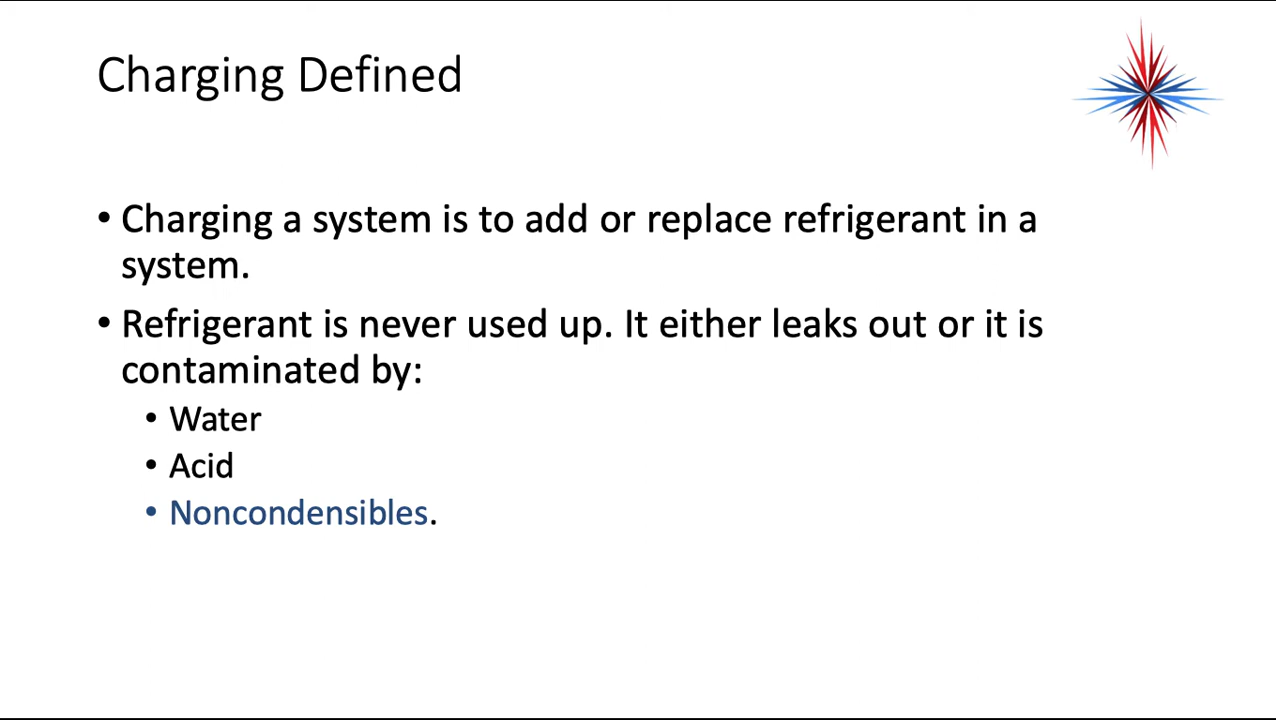 Charging Defined
• Charging a system is to add or replace refrigerant in a
system.
• Refrigerant is never used up. It either leaks out or it is
contaminated by:
• Water
• Acid
• Noncondensibles.